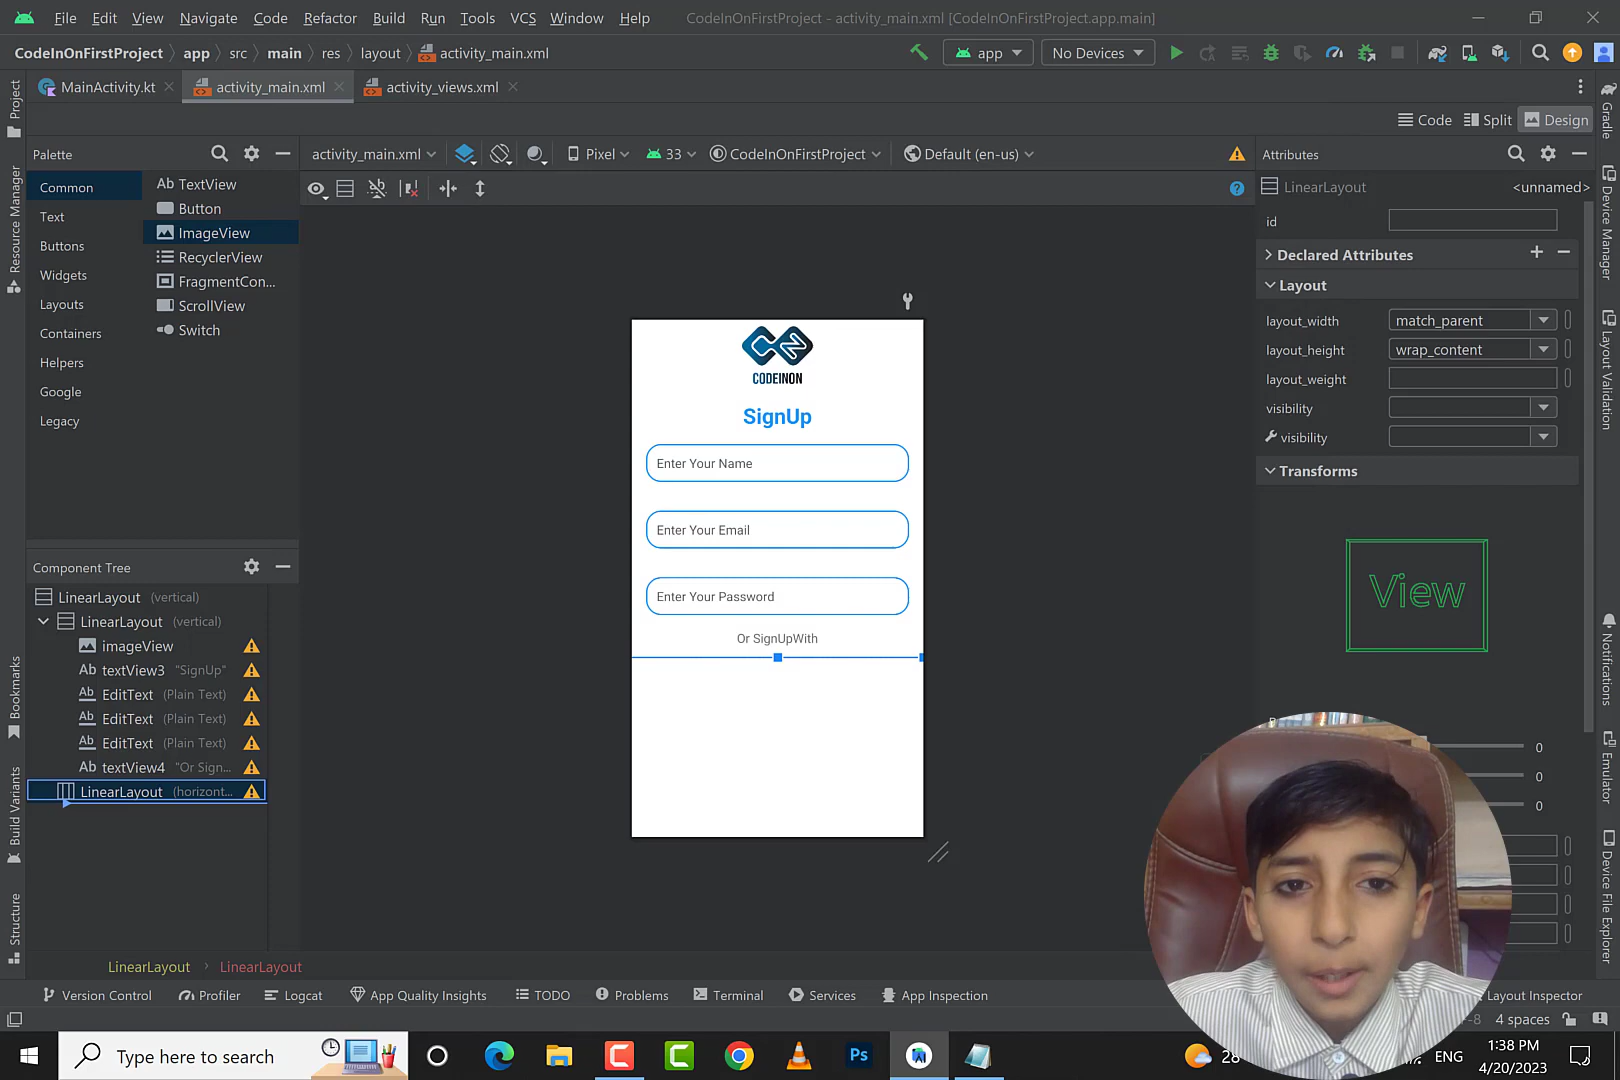 File Edit View Navigate Code Refactor Build Run Tools VCS Window Help CodeInOnFirstProject - activity_main.xml [CodeInOnFirstProject.app.main]
CodeInOnFirstProject app src main res layout activity_main.xml app No Devices
MainActivity.kt activity_main.xml activity_views.xml
Code Split Design
Palette activity_main.xml Pixel 33 CodeInOnFirstProject Default (en-us) Attributes
Common
Text
Buttons
Widgets
Layouts
Containers
Helpers
Google
Legacy
Ab TextView
Button
ImageView
RecyclerView
FragmentCon...
ScrollView
Switch
LinearLayout <unnamed>
id
Declared Attributes
Layout
layout_width match_parent
layout_height wrap_content
layout_weight
visibility
visibility
Transforms
View
0
0
0
CODEINON
SignUp
Enter Your Name
Enter Your Email
Enter Your Password
Or SignUpWith
Component Tree
LinearLayout (vertical)
LinearLayout (vertical)
imageView
Ab textView3 "SignUp"
Ab EditText (Plain Text)
Ab EditText (Plain Text)
Ab EditText (Plain Text)
Ab textView4 "Or Sign...
LinearLayout (horizont...
LinearLayout LinearLayout
Project
Resource Manager
Bookmarks
Build Variants
Structure
Gradle
Device Manager
Layout Validation
Notifications
Emulator
Device File Explorer
Version Control Profiler Logcat App Quality Insights TODO Problems Terminal Services App Inspection Layout Inspector
4 spaces
Type here to search Ps 28 ENG 1:38 PM
4/20/2023